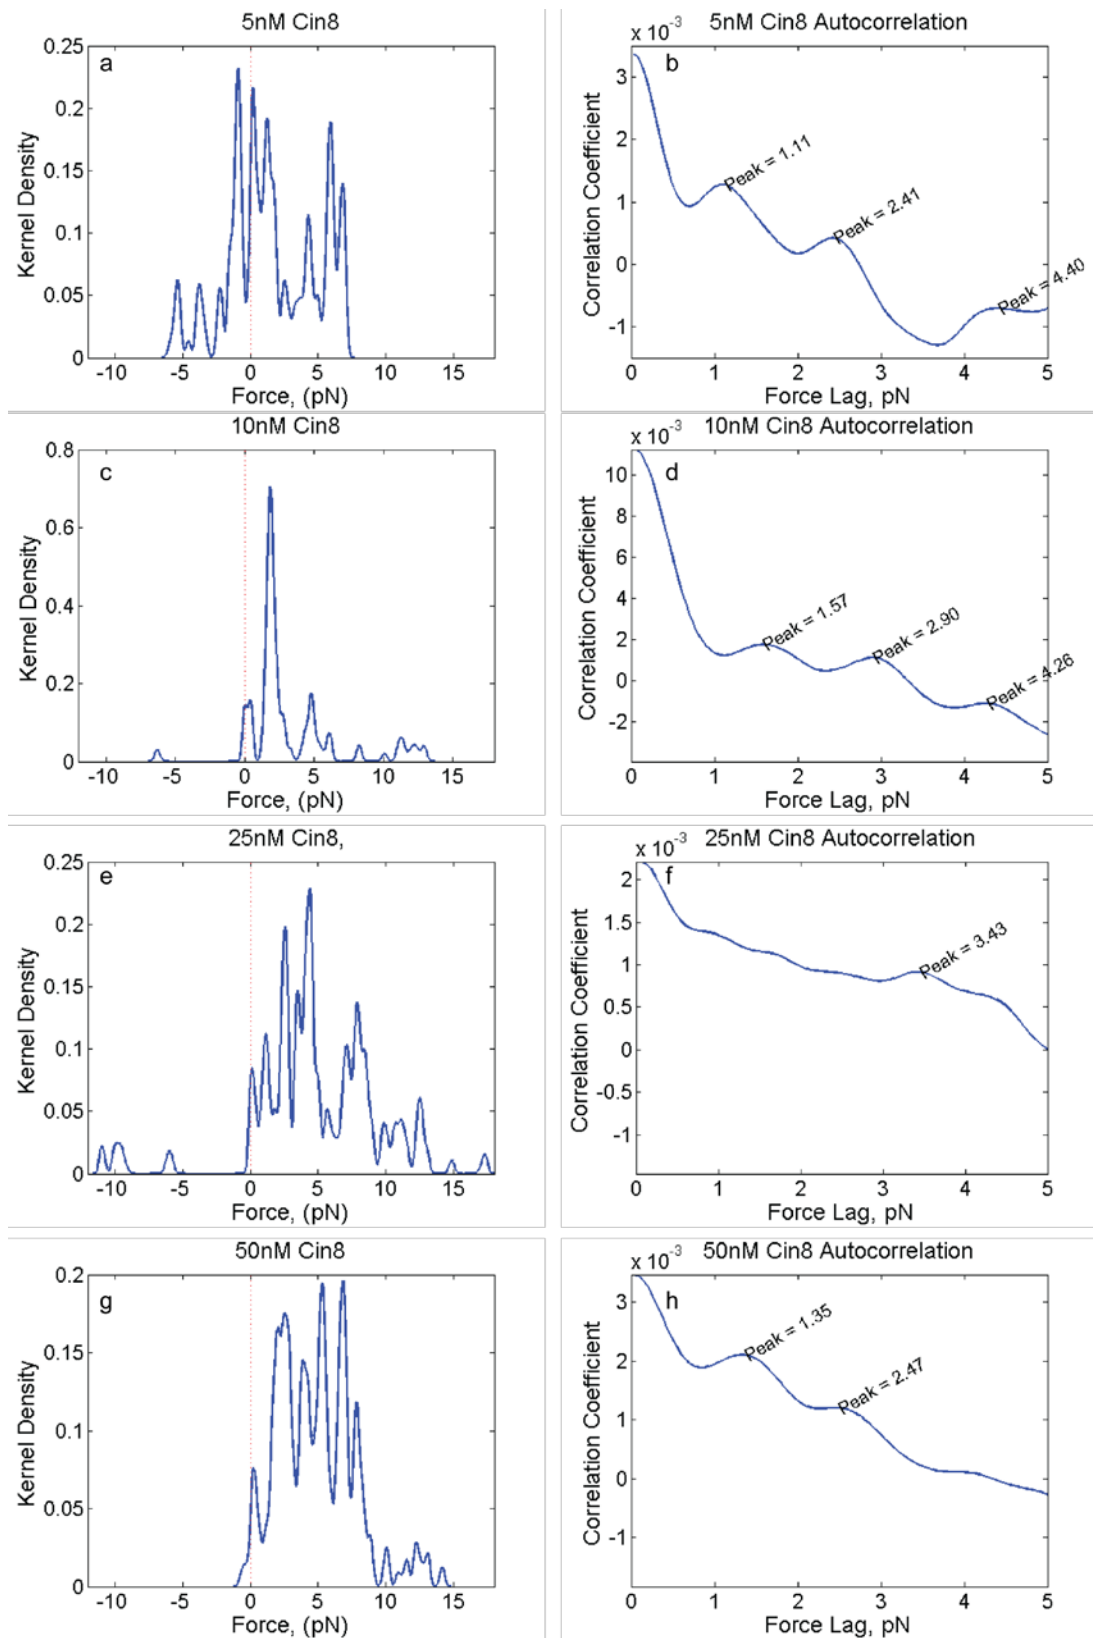 5nM Cin8
a
0.25
0.2
0.15
0.1
0.05
0
Kernel Density
-10 -5 0 5 10 15
Force, (pN)
5nM Cin8 Autocorrelation
x 10-3
b
3
2
1
0
-1
Correlation Coefficient
Peak = 1.11
Peak = 2.41
Peak = 4.40
0 1 2 3 4 5
Force Lag, pN
10nM Cin8
c
0.8
0.6
0.4
0.2
0
Kernel Density
-10 -5 0 5 10 15
Force, (pN)
10nM Cin8 Autocorrelation
x 10-3
d
10
8
6
4
2
0
-2
Correlation Coefficient
Peak = 1.57
Peak = 2.90
Peak = 4.26
0 1 2 3 4 5
Force Lag, pN
25nM Cin8,
e
0.25
0.2
0.15
0.1
0.05
0
Kernel Density
-10 -5 0 5 10 15
Force, (pN)
25nM Cin8 Autocorrelation
x 10-3
f
2
1.5
1
0.5
0
-0.5
-1
Correlation Coefficient
Peak = 3.43
0 1 2 3 4 5
Force Lag, pN
50nM Cin8
g
0.2
0.15
0.1
0.05
0
Kernel Density
-10 -5 0 5 10 15
Force, (pN)
50nM Cin8 Autocorrelation
x 10-3
h
3
2
1
0
-1
Correlation Coefficient
Peak = 1.35
Peak = 2.47
0 1 2 3 4 5
Force Lag, pN